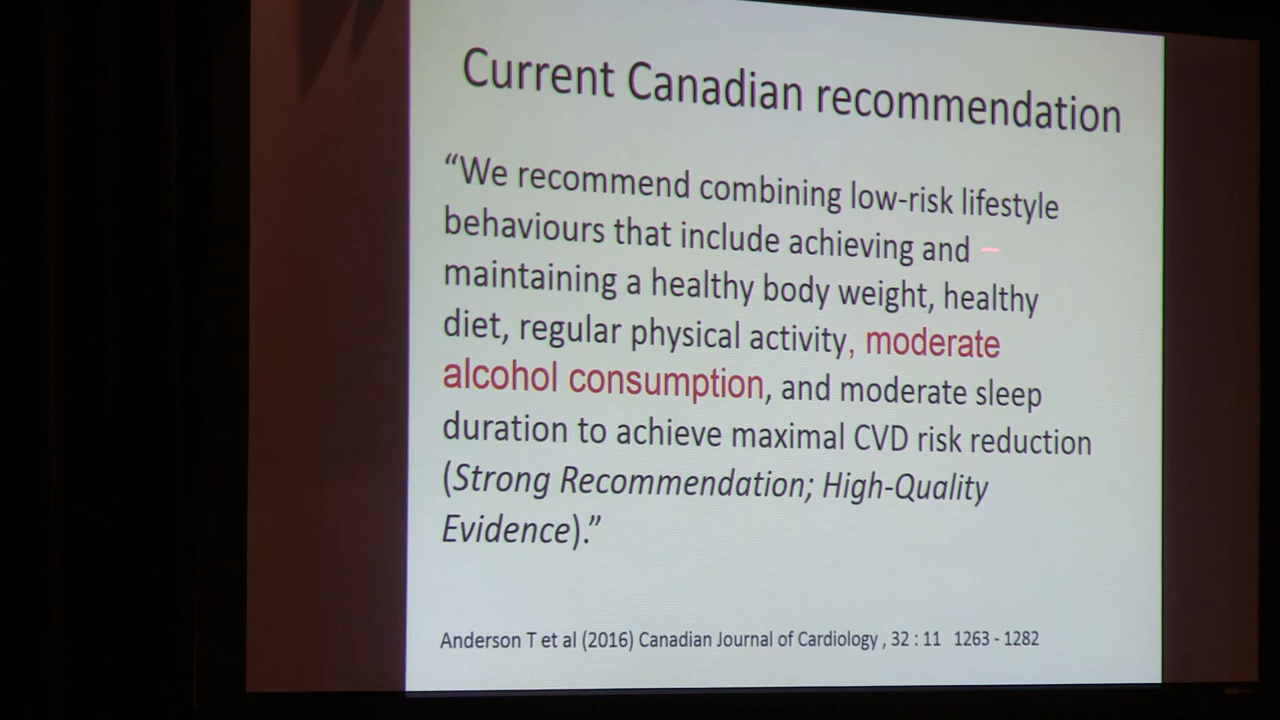 Current Canadian recommendation
“We recommend combining low-risk lifestyle
behaviours that include achieving and
maintaining a healthy body weight, healthy
diet, regular physical activity, moderate
alcohol consumption, and moderate sleep
duration to achieve maximal CVD risk reduction
(Strong Recommendation; High-Quality
Evidence).”
Anderson T et al (2016) Canadian Journal of Cardiology , 32 : 11 1263 - 1282